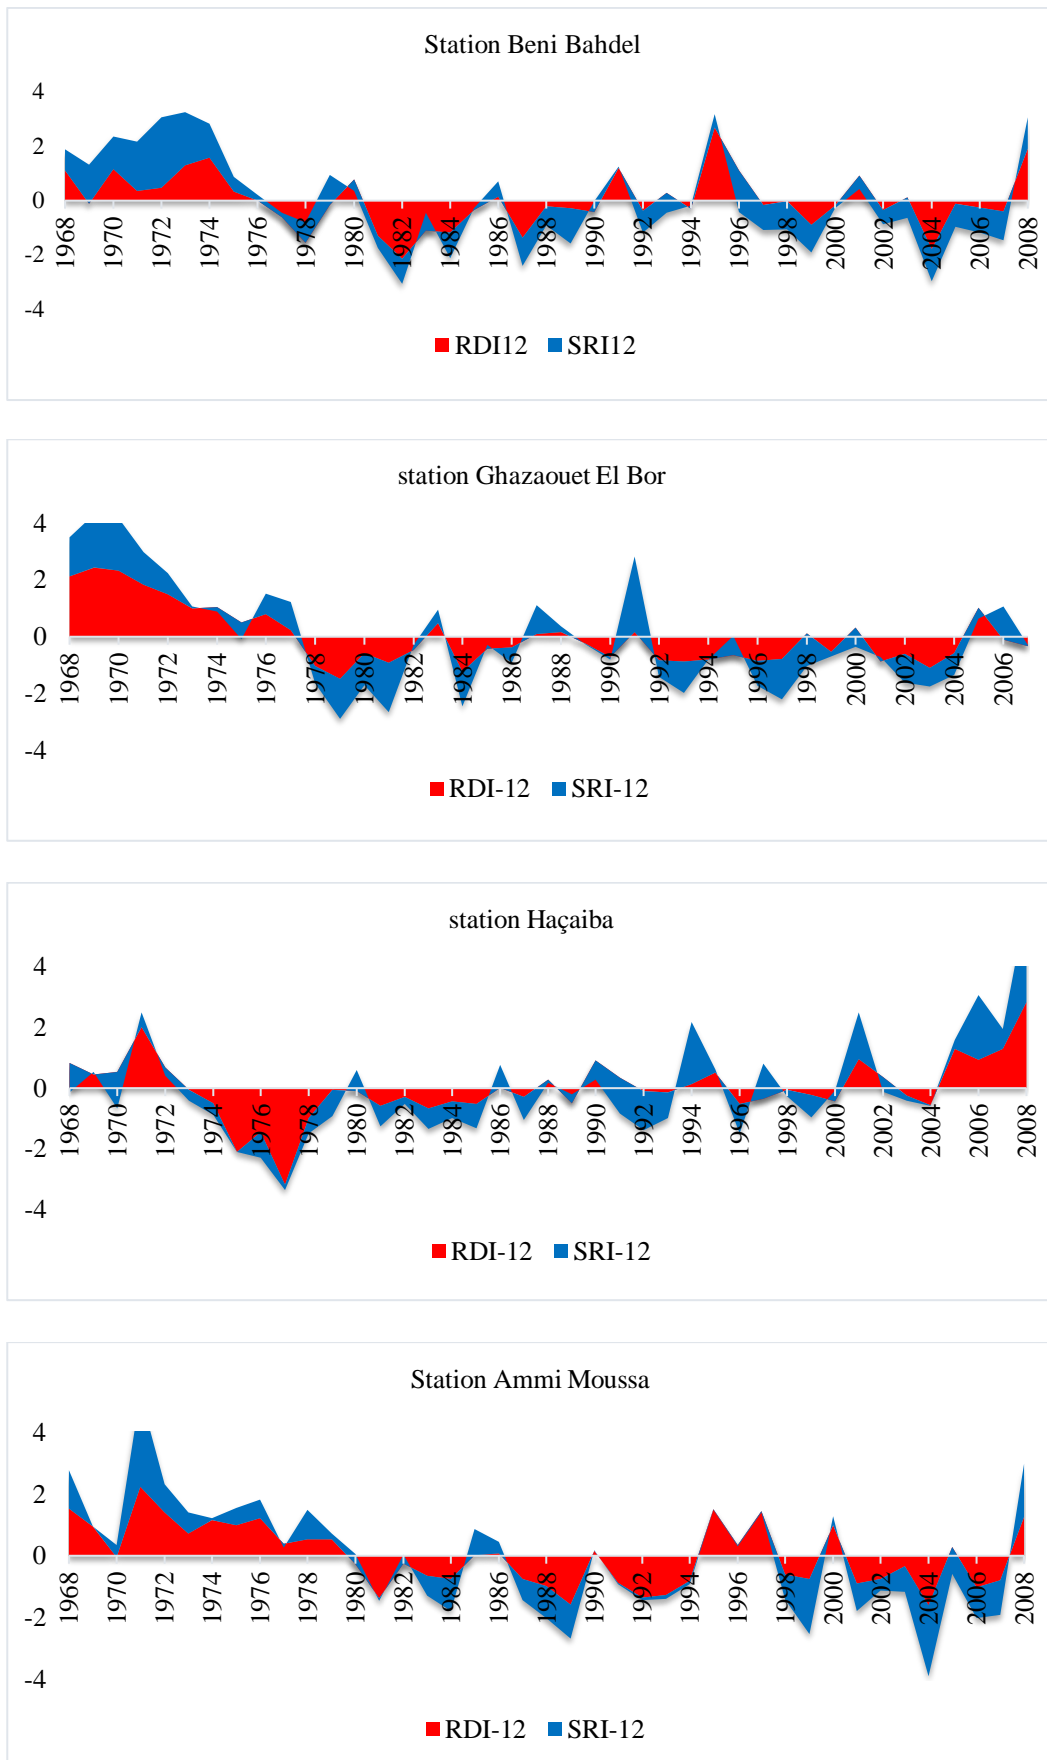 Station Beni Bahdel
4
2
0
-2
-4
1968 1970 1972 1974 1976 1978 1980 1982 1984 1986 1988 1990 1992 1994 1996 1998 2000 2002 2004 2006 2008
RDI12 SRI12
station Ghazaouet El Bor
4
2
0
-2
-4
1968 1970 1972 1974 1976 1978 1980 1982 1984 1986 1988 1990 1992 1994 1996 1998 2000 2002 2004 2006
RDI-12 SRI-12
station Haçaiba
4
2
0
-2
-4
1968 1970 1972 1974 1976 1978 1980 1982 1984 1986 1988 1990 1992 1994 1996 1998 2000 2002 2004 2006 2008
RDI-12 SRI-12
Station Ammi Moussa
4
2
0
-2
-4
1968 1970 1972 1974 1976 1978 1980 1982 1984 1986 1988 1990 1992 1994 1996 1998 2000 2002 2004 2006 2008
RDI-12 SRI-12